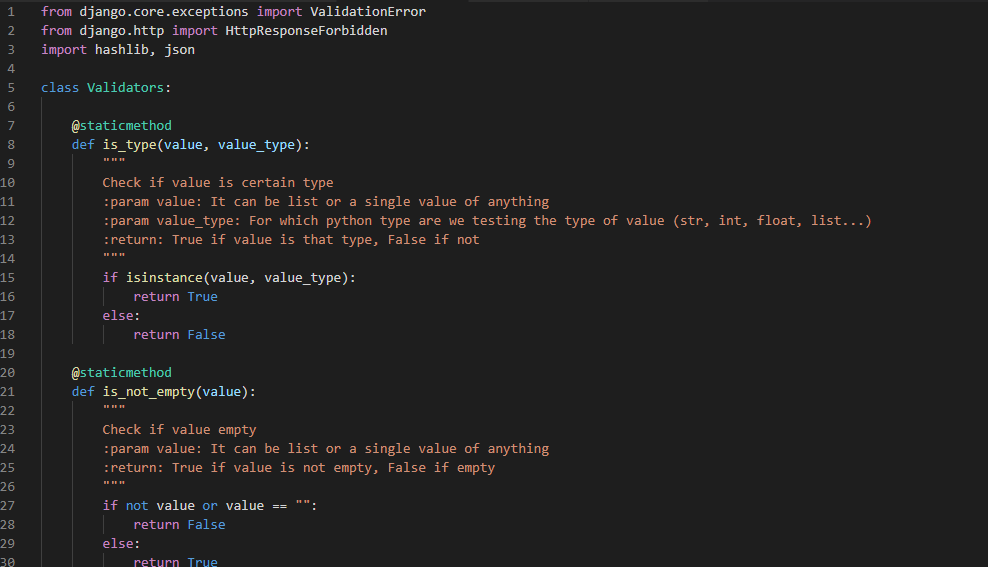 1 from django.core.exceptions import ValidationError
2 from django.http import HttpResponseForbidden
3 import hashlib, json
4
5 class Validators:
6
7     @staticmethod
8     def is_type(value, value_type):
9         """
10         Check if value is certain type
11         :param value: It can be list or a single value of anything
12         :param value_type: For which python type are we testing the type of value (str, int, float, list...)
13         :return: True if value is that type, False if not
14         """
15         if isinstance(value, value_type):
16             return True
17         else:
18             return False
19
20     @staticmethod
21     def is_not_empty(value):
22         """
23         Check if value empty
24         :param value: It can be list or a single value of anything
25         :return: True if value is not empty, False if empty
26         """
27         if not value or value == "":
28             return False
29         else:
30             return True